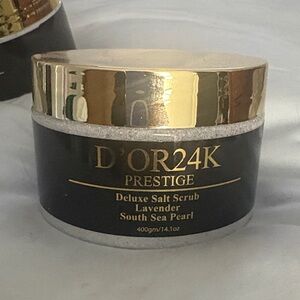 D'OR24K
PRESTIGE
Deluxe Salt Scrub
Lavender
South Sea Pearl
400gm/14.1oz